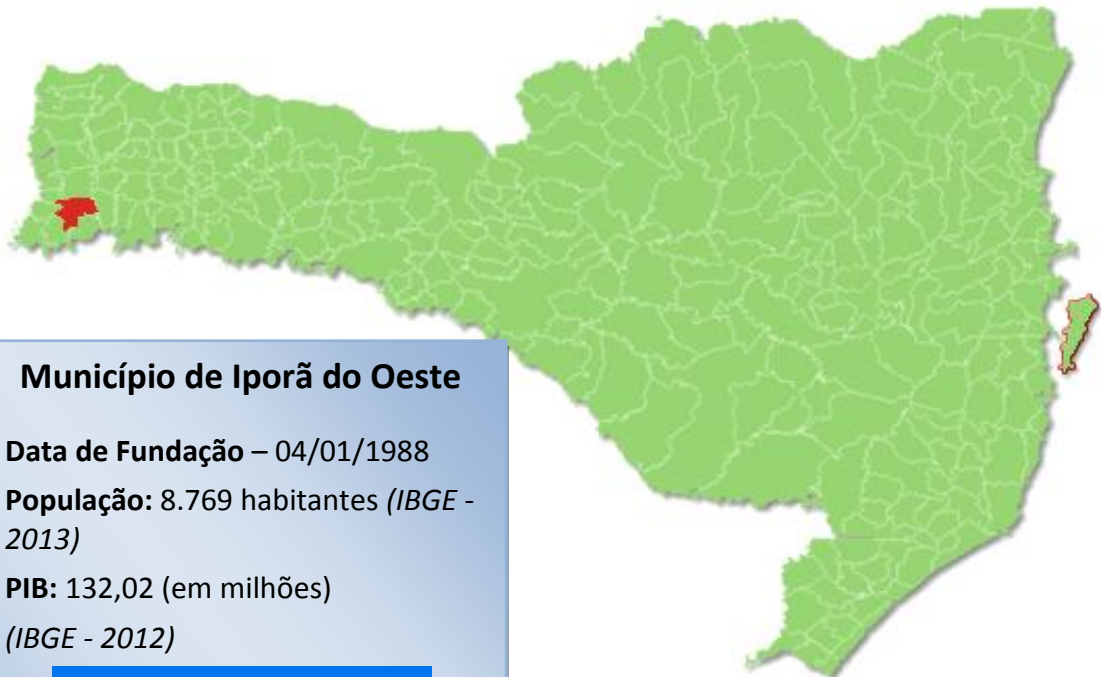 Município de Iporã do Oeste
Data de Fundação – 04/01/1988
População: 8.769 habitantes (IBGE -
2013)
PIB: 132,02 (em milhões)
(IBGE - 2012)